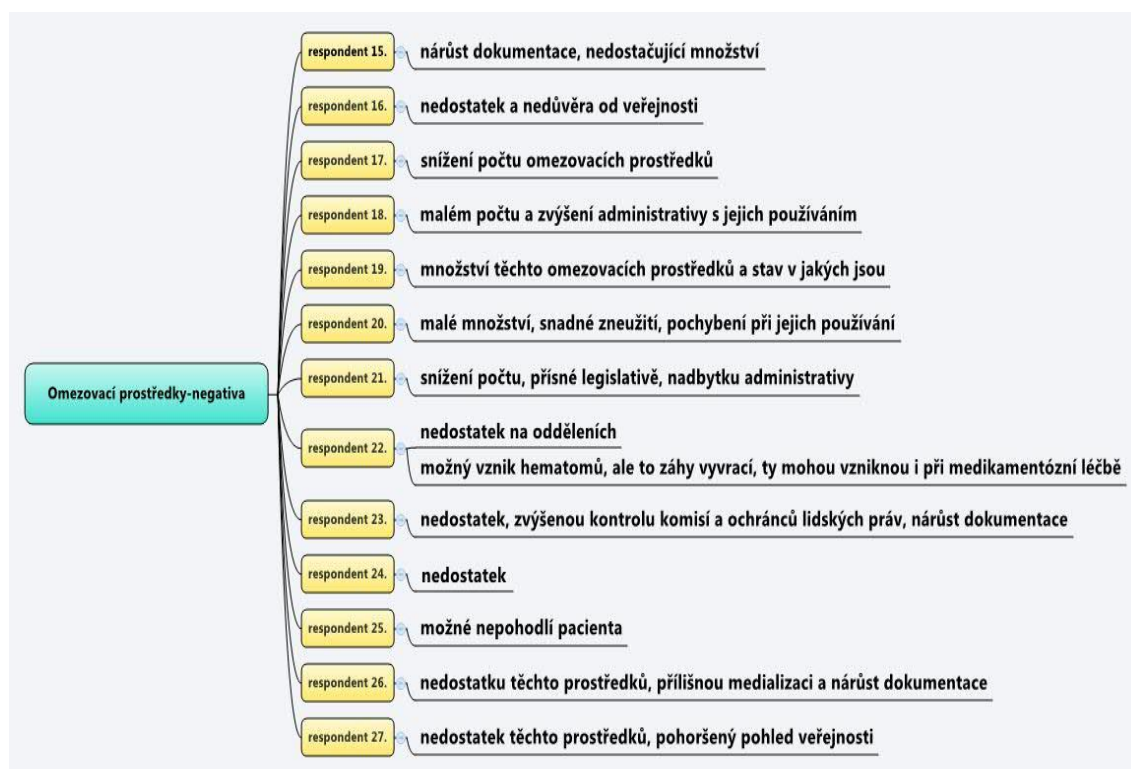 Omezovací prostředky-negativa
respondent 15.
nárůst dokumentace, nedostačující množství
respondent 16.
nedostatek a nedůvěra od veřejnosti
respondent 17.
snížení počtu omezovacích prostředků
respondent 18.
malém počtu a zvýšení administrativy s jejich používáním
respondent 19.
množství těchto omezovacích prostředků a stav v jakých jsou
respondent 20.
malé množství, snadné zneužití, pochybení při jejich používání
respondent 21.
snížení počtu, přísné legislativě, nadbytku administrativy
respondent 22.
nedostatek na odděleních
možný vznik hematomů, ale to záhy vyvrací, ty mohou vzniknou i při medikamentózní léčbě
respondent 23.
nedostatek, zvýšenou kontrolu komisí a ochránců lidských práv, nárůst dokumentace
respondent 24.
nedostatek
respondent 25.
možné nepohodlí pacienta
respondent 26.
nedostatku těchto prostředků, přílišnou medializaci a nárůst dokumentace
respondent 27.
nedostatek těchto prostředků, pohoršený pohled veřejnosti